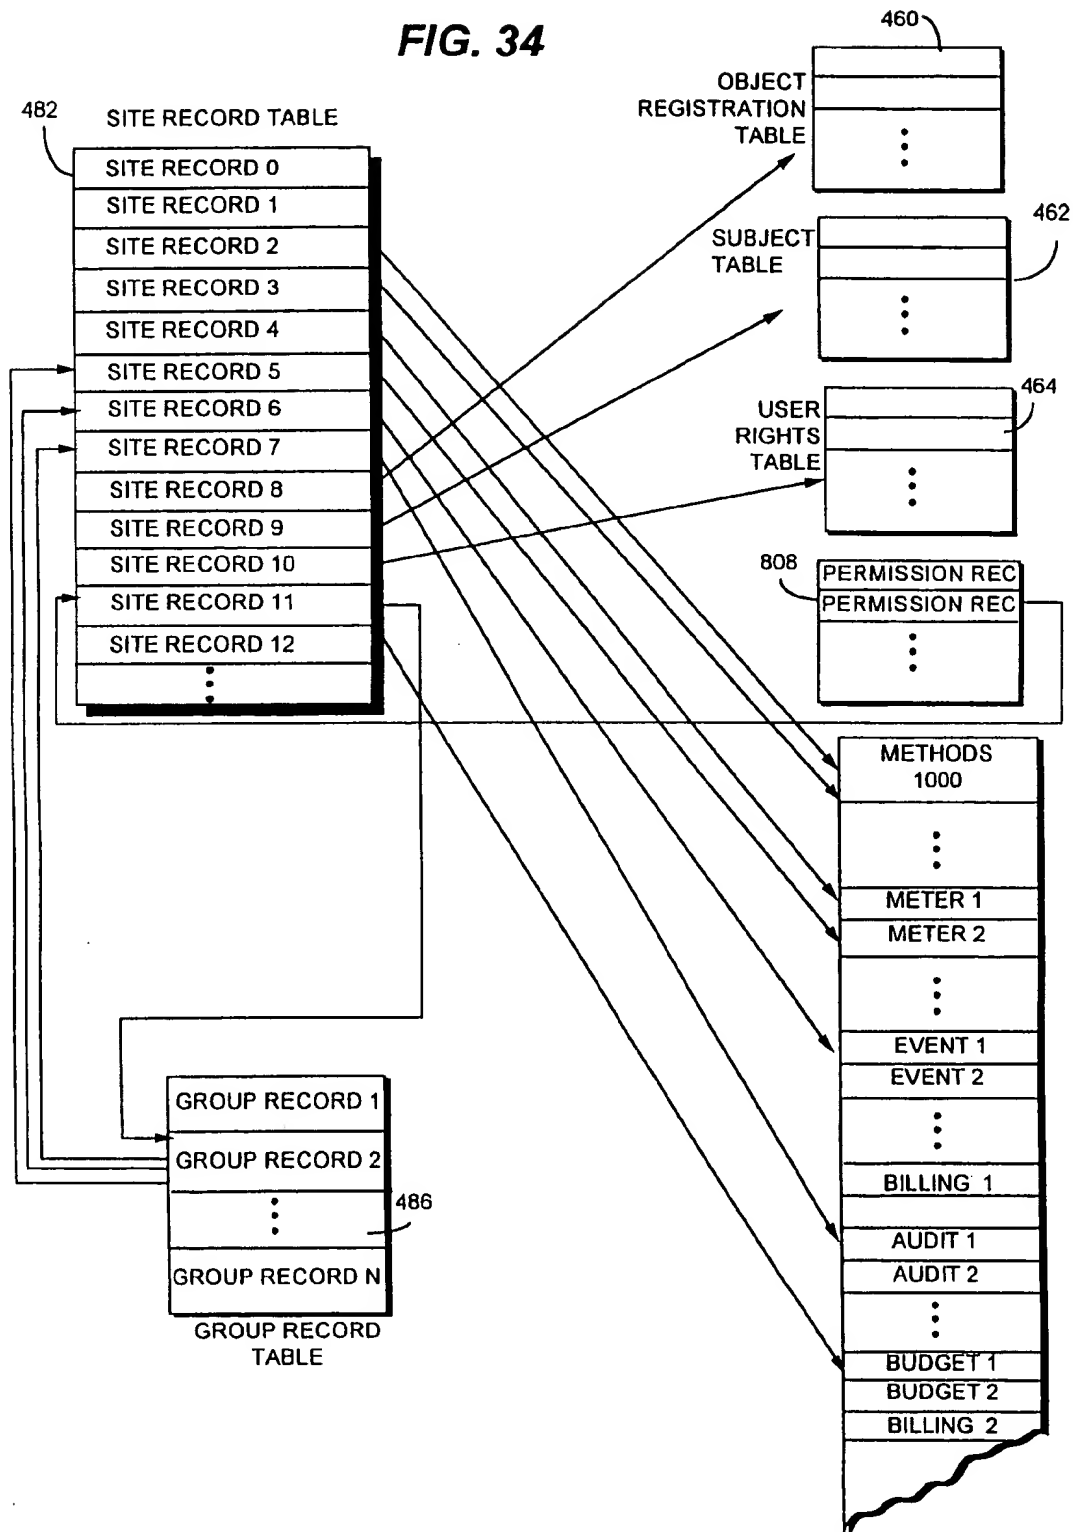 FIG. 34
460
OBJECT
REGISTRATION
TABLE
482
SITE RECORD TABLE
SITE RECORD 0
SITE RECORD 1
SITE RECORD 2
SITE RECORD 3
SITE RECORD 4
SITE RECORD 5
SITE RECORD 6
SITE RECORD 7
SITE RECORD 8
SITE RECORD 9
SITE RECORD 10
SITE RECORD 11
SITE RECORD 12
462
SUBJECT
TABLE
464
USER
RIGHTS
TABLE
808
PERMISSION REC
PERMISSION REC
METHODS
1000
METER 1
METER 2
EVENT 1
EVENT 2
BILLING 1
AUDIT 1
AUDIT 2
BUDGET 1
BUDGET 2
BILLING 2
GROUP RECORD 1
GROUP RECORD 2
486
GROUP RECORD N
GROUP RECORD
TABLE